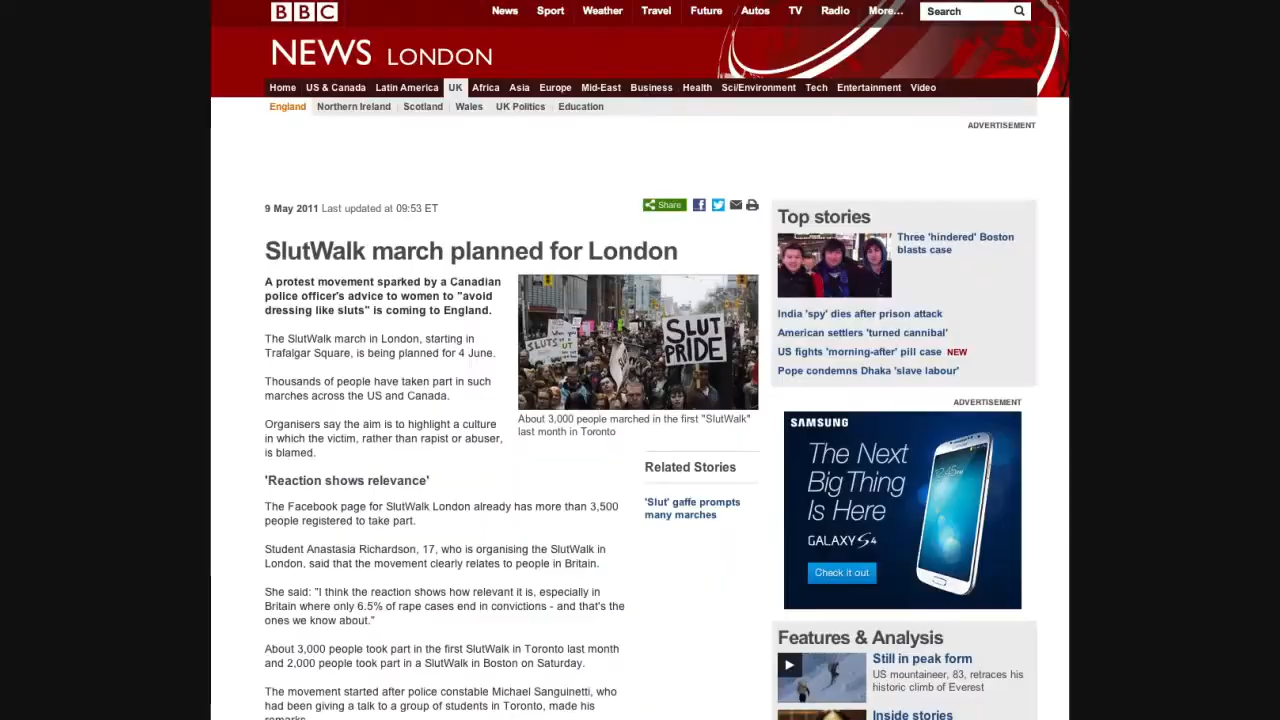 BBC
News Sport Weather Travel Future Autos TV Radio More... Search
NEWS LONDON
Home US & Canada Latin America UK Africa Asia Europe Mid-East Business Health Sci/Environment Tech Entertainment Video
England Northern Ireland Scotland Wales UK Politics Education
ADVERTISEMENT
9 May 2011 Last updated at 09:53 ET
Share
SlutWalk march planned for London
A protest movement sparked by a Canadian
police officer's advice to women to "avoid
dressing like sluts" is coming to England.
The SlutWalk march in London, starting in
Trafalgar Square, is being planned for 4 June.
Thousands of people have taken part in such
marches across the US and Canada.
Organisers say the aim is to highlight a culture
in which the victim, rather than rapist or abuser,
is blamed.
SLUT
PRIDE
SLUTS
About 3,000 people marched in the first "SlutWalk"
last month in Toronto
'Reaction shows relevance'
The Facebook page for SlutWalk London already has more than 3,500
people registered to take part.
Student Anastasia Richardson, 17, who is organising the SlutWalk in
London, said that the movement clearly relates to people in Britain.
She said: "I think the reaction shows how relevant it is, especially in
Britain where only 6.5% of rape cases end in convictions - and that's the
ones we know about."
About 3,000 people took part in the first SlutWalk in Toronto last month
and 2,000 people took part in a SlutWalk in Boston on Saturday.
The movement started after police constable Michael Sanguinetti, who
had been giving a talk to a group of students in Toronto, made his
remarks
Related Stories
'Slut' gaffe prompts
many marches
Top stories
Three 'hindered' Boston
blasts case
India 'spy' dies after prison attack
American settlers 'turned cannibal'
US fights 'morning-after' pill case NEW
Pope condemns Dhaka 'slave labour'
ADVERTISEMENT
SAMSUNG
The Next
Big Thing
Is Here
GALAXY S4
Check it out
Features & Analysis
Still in peak form
US mountaineer, 83, retraces his
historic climb of Everest
Inside stories